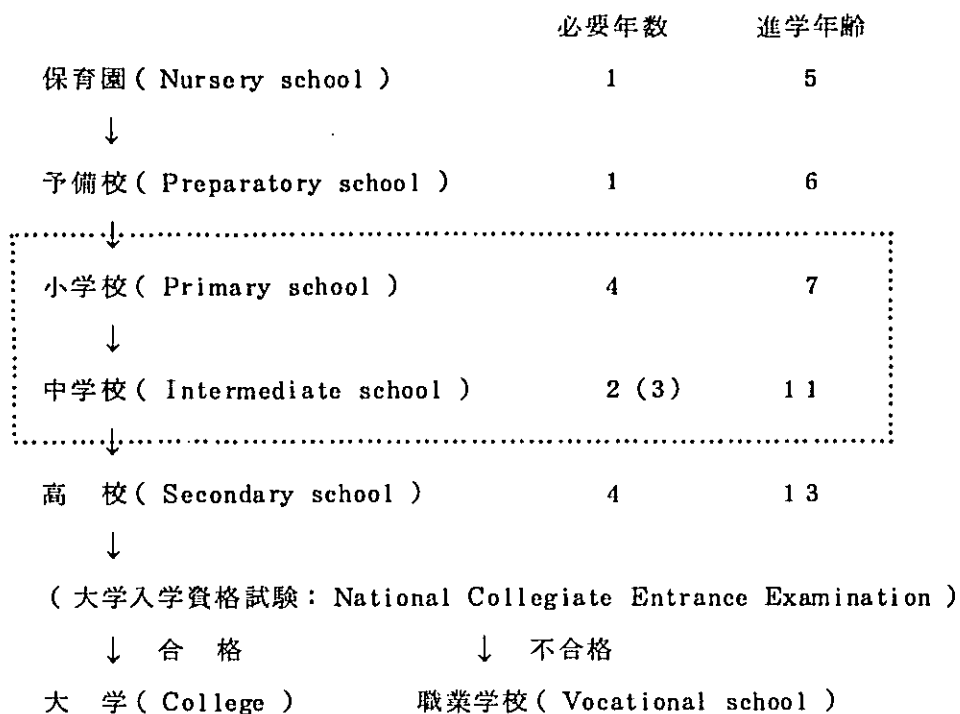 必要年数 進学年齢
保育園 ( Nursery school ) 1 5
↓
予備校 ( Preparatory school ) 1 6
↓
小学校 ( Primary school ) 4 7
↓
中学校 ( Intermediate school ) 2 (3) 11
↓
高 校 ( Secondary school ) 4 13
↓
( 大学入学資格試験 : National Collegiate Entrance Examination )
↓ 合 格 ↓ 不合格
大 学 ( College ) 職業学校 ( Vocational school )